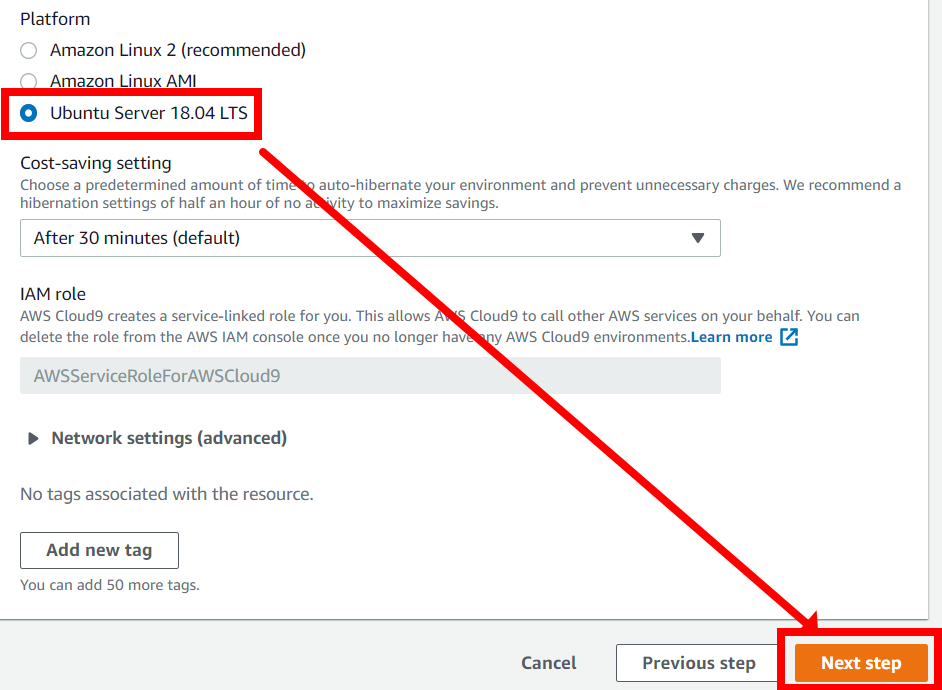 Platform
Amazon Linux 2 (recommended)
Amazon Linux AMI
Ubuntu Server 18.04 LTS
Cost-saving setting
Choose a predetermined amount of time to auto-hibernate your environment and prevent unnecessary charges. We recommend a
hibernation settings of half an hour of no activity to maximize savings.
After 30 minutes (default)
IAM role
AWS Cloud9 creates a service-linked role for you. This allows AWS Cloud9 to call other AWS services on your behalf. You can
delete the role from the AWS IAM console once you no longer have any AWS Cloud9 environments.Learn more
AWSServiceRoleForAWSCloud9
Network settings (advanced)
No tags associated with the resource.
Add new tag
You can add 50 more tags.
Cancel
Previous step
Next step